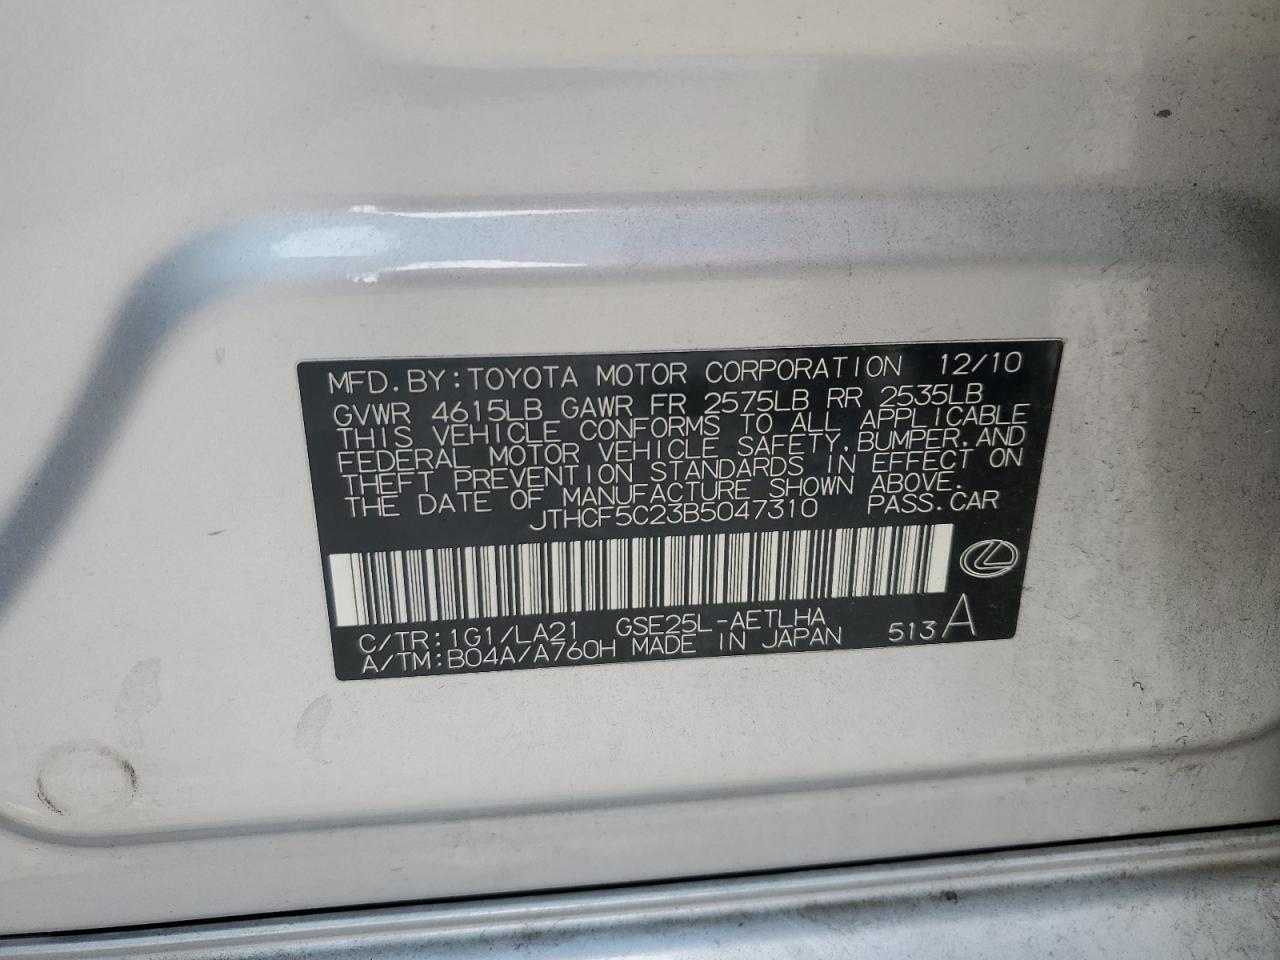 MFD.BY:TOYOTA MOTOR CORPORATION 12/10
GVWR 4615LB GAWR FR 2575LB RR 2535LB
THIS VEHICLE CONFORMS TO ALL APPLICABLE
FEDERAL MOTOR VEHICLE SAFETY,BUMPER,AND
THEFT PREVENTION STANDARDS IN EFFECT ON
THE DATE OF MANUFACTURE SHOWN ABOVE.
JTHCF5C23B5047310 PASS.CAR
C/TR:1G1/LA21 GSE25L-AETLHA
A/TM:B04A/A760H MADE IN JAPAN 513 A